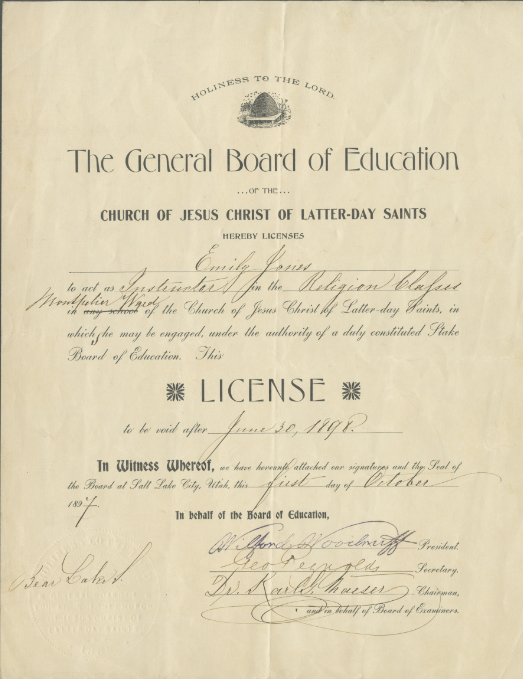 HOLINESS TO THE LORD.
The General Board of Education
...OF THE...
CHURCH OF JESUS CHRIST OF LATTER-DAY SAINTS
HEREBY LICENSES
Emily Jones
to act as Instructor in the Religion Classes
Montpelier Ward
in any school of the Church of Jesus Christ of Latter-day Saints, in
which she may be engaged, under the authority of a duly constituted Stake
Board of Education. This
LICENSE
to be void after June 30, 1898.
In Witness Whereof, we have hereunto attached our signatures and the Seal of
the Board at Salt Lake City, Utah, this first day of October
1897.
In behalf of the Board of Education,
Wilford Woodruff President.
Geo Reynolds Secretary.
Dr. Karl G. Maeser Chairman,
and in behalf of Board of Examiners.
Bear Lake S.